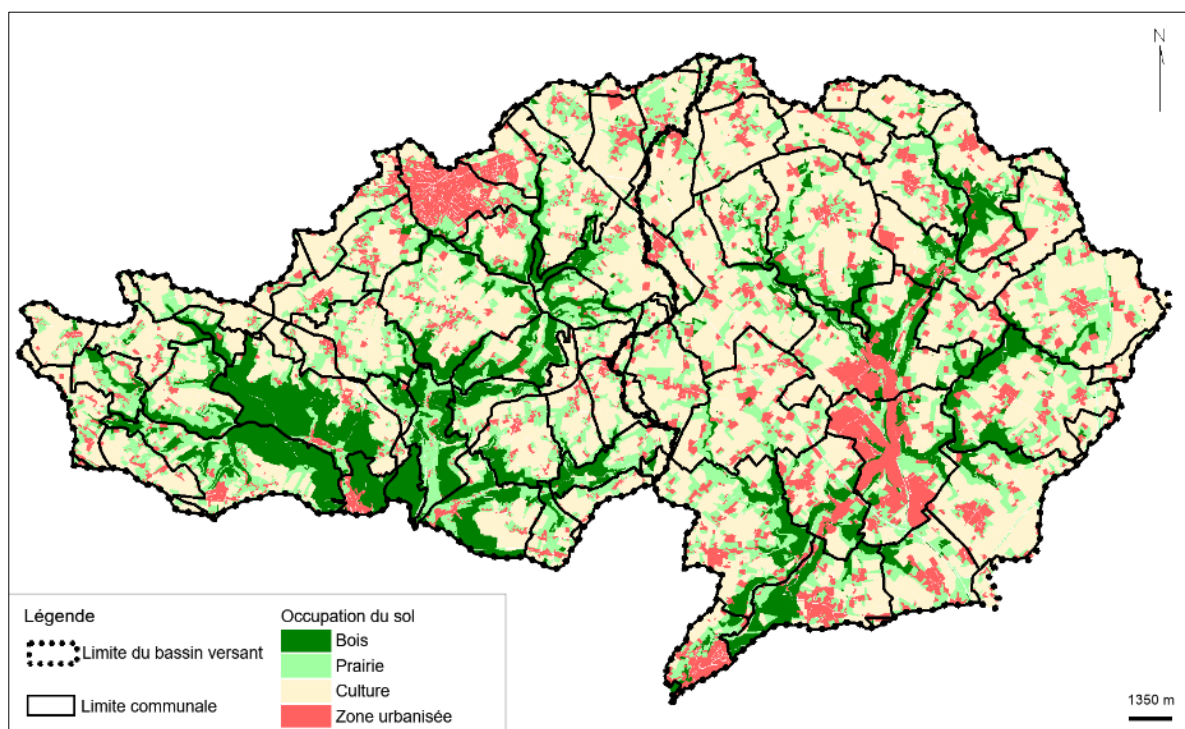 N
Légende
Limite du bassin versant
Limite communale
Occupation du sol
Bois
Prairie
Culture
Zone urbanisée
1350 m